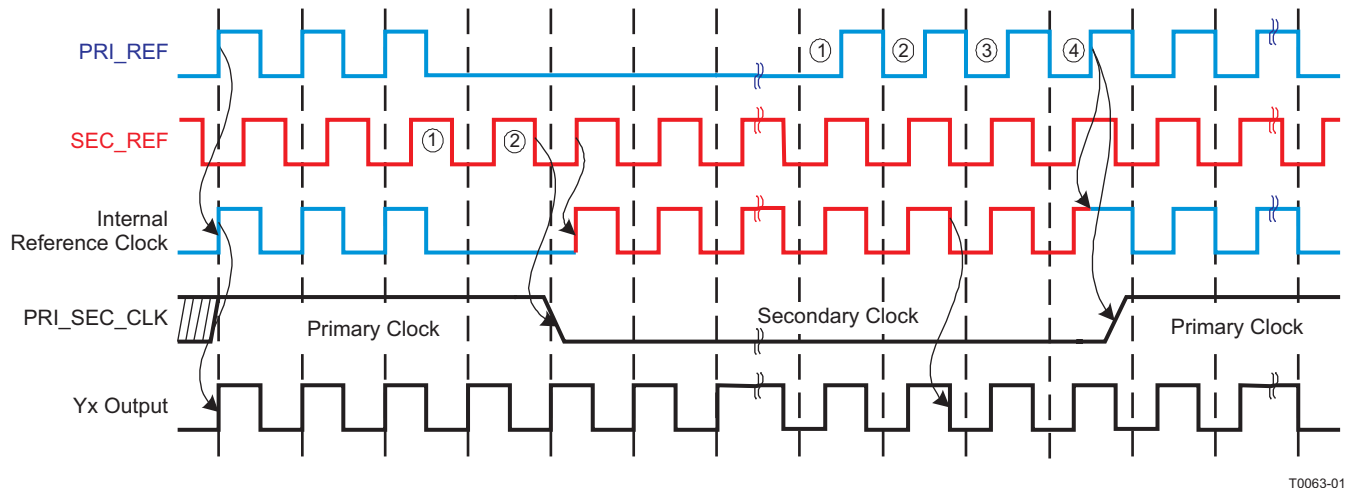 PRI_REF
① ② ③ ④
SEC_REF
① ②
Internal
Reference Clock
PRI_SEC_CLK
Primary Clock
Secondary Clock
Primary Clock
Yx Output
T0063-01